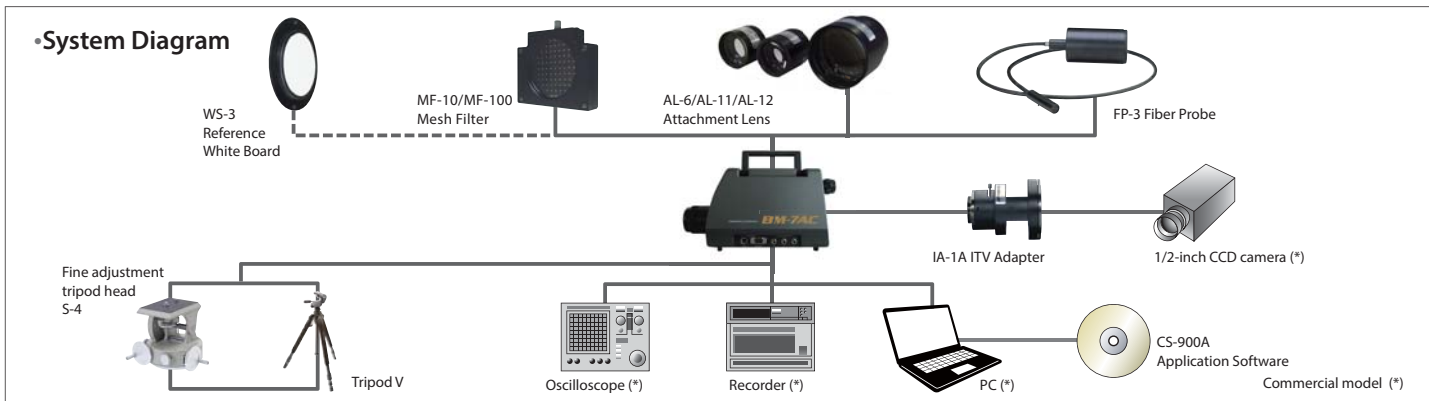 •System Diagram
WS-3
Reference
White Board
MF-10/MF-100
Mesh Filter
AL-6/AL-11/AL-12
Attachment Lens
FP-3 Fiber Probe
BM-7AC
IA-1A ITV Adapter
1/2-inch CCD camera (*)
Fine adjustment
tripod head
S-4
Tripod V
Oscilloscope (*)
Recorder (*)
PC (*)
CS-900A
Application Software
Commercial model (*)